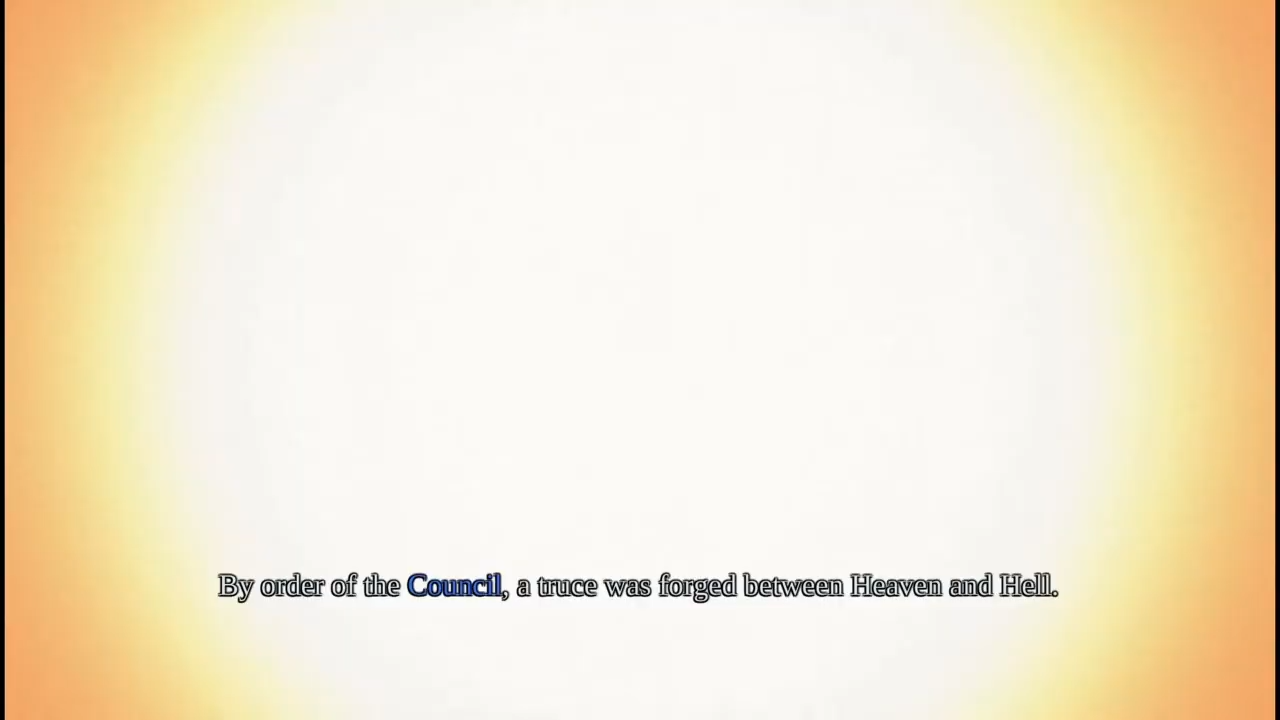 By order of the Council, a truce was forged between Heaven and Hell.